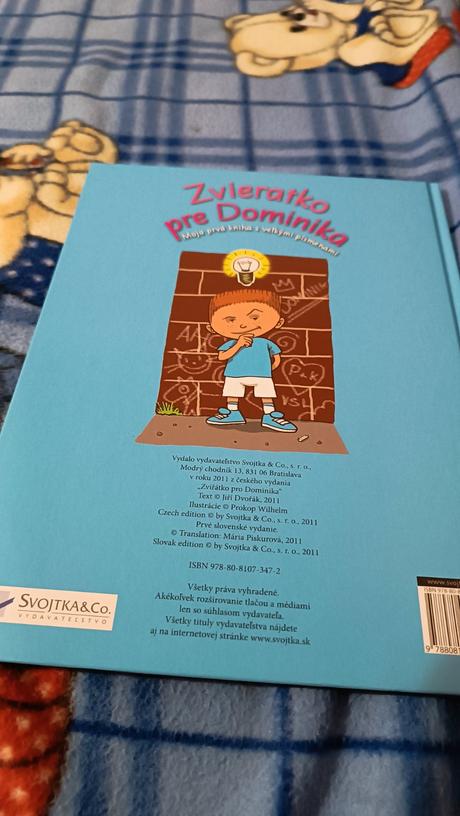 Zvieratko
pre Dominika
Moja prvá kniha s veľkými písmenami
DOMINIK
P+K
Vydalo vydavateľstvo Svojtka & Co., s. r. o.,
Modrý chodník 13, 831 06 Bratislava
v roku 2011 z českého vydania
„Zvířátko pro Dominika“
Text © Jiří Dvořák, 2011
Ilustrácie © Prokop Wilhelm
Czech edition © by Svojtka & Co., s. r. o., 2011
Prvé slovenské vydanie.
© Translation: Mária Piskurová, 2011
Slovak edition © by Svojtka & Co., s. r. o., 2011
ISBN 978-80-8107-347-2
Všetky práva vyhradené.
Akékoľvek rozširovanie tlačou a médiami
len so súhlasom vydavateľa.
Všetky tituly vydavateľstva nájdete
aj na internetovej stránke www.svojtka.sk
SVOJTKA&CO.
VYDAVATEĽSTVO